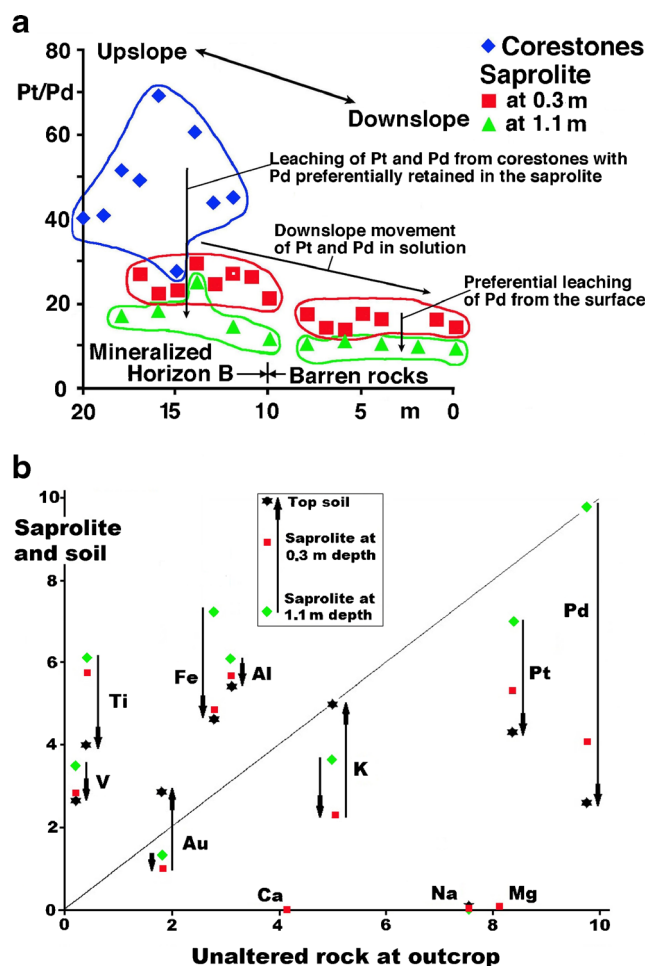 a
80
Pt/Pd
60
40
20
0
Upslope
Downslope
Corestones
Saprolite
at 0.3 m
at 1.1 m
Leaching of Pt and Pd from corestones with
Pd preferentially retained in the saprolite
Downslope movement
of Pt and Pd in solution
Preferential leaching
of Pd from the surface
Mineralized
Horizon B
Barren rocks
20 15 10 5 m 0
b
10
Saprolite
and soil
8
6
4
2
0
Top soil
Saprolite at
0.3 m depth
Saprolite at
1.1 m depth
Ti
V
Fe
Al
Au
K
Pt
Pd
Ca
Na
Mg
0 2 4 6 8 10
Unaltered rock at outcrop